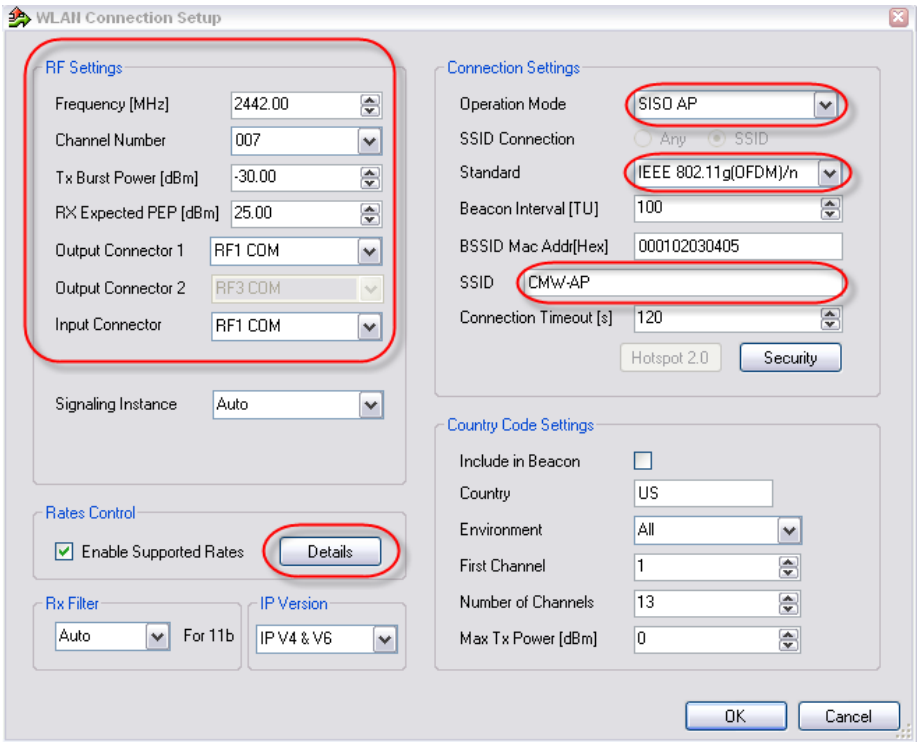 WLAN Connection Setup
RF Settings
Frequency [MHz] 2442.00
Channel Number 007
Tx Burst Power [dBm] -30.00
RX Expected PEP [dBm] 25.00
Output Connector 1 RF1 COM
Output Connector 2 RF3 COM
Input Connector RF1 COM
Signaling Instance Auto
Rates Control
Enable Supported Rates Details
Rx Filter
Auto For 11b
IP Version
IP V4 & V6
Connection Settings
Operation Mode SISO AP
SSID Connection Any SSID
Standard IEEE 802.11g(OFDM)/n
Beacon Interval [TU] 100
BSSID Mac Addr[Hex] 000102030405
SSID CMW-AP
Connection Timeout [s] 120
Hotspot 2.0 Security
Country Code Settings
Include in Beacon
Country US
Environment All
First Channel 1
Number of Channels 13
Max Tx Power [dBm] 0
OK Cancel